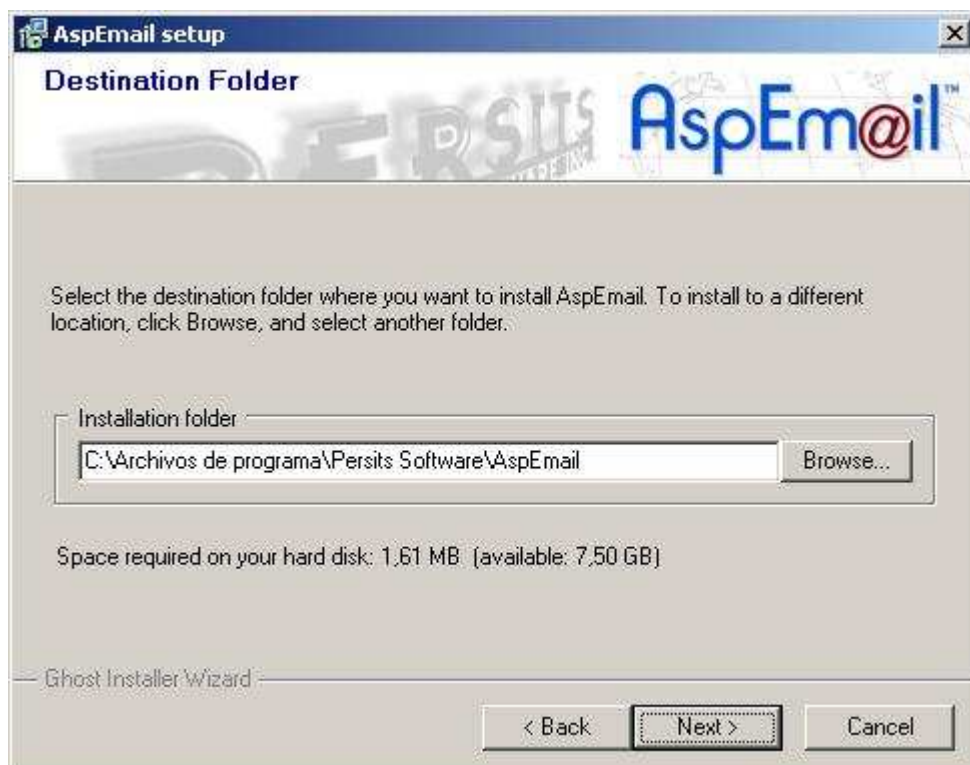 AspEmail setup
Destination Folder
PERSITS
AspEm@il™
Select the destination folder where you want to install AspEmail. To install to a different
location, click Browse, and select another folder.
Installation folder
C:\Archivos de programa\Persits Software\AspEmail
Browse...
Space required on your hard disk: 1,61 MB (available: 7,50 GB)
Ghost Installer Wizard
< Back
Next >
Cancel